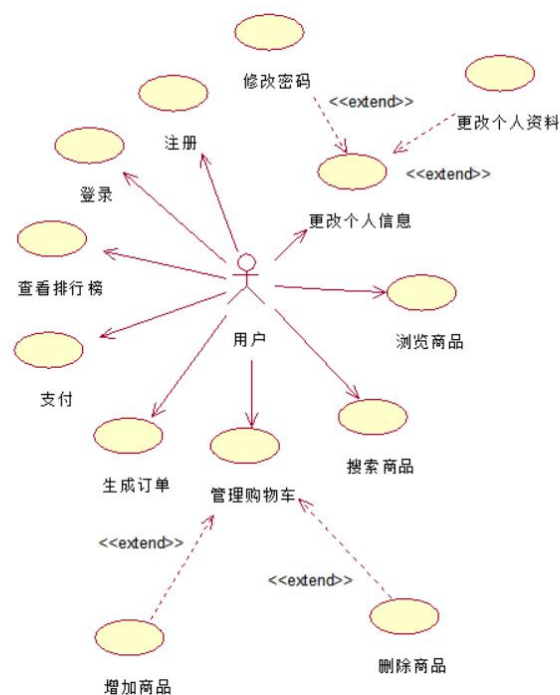 修改密码
<<extend>>
更改个人资料
注册
<<extend>>
登录
更改个人信息
查看排行榜
用户
浏览商品
支付
搜索商品
生成订单
管理购物车
<<extend>>
<<extend>>
删除商品
增加商品